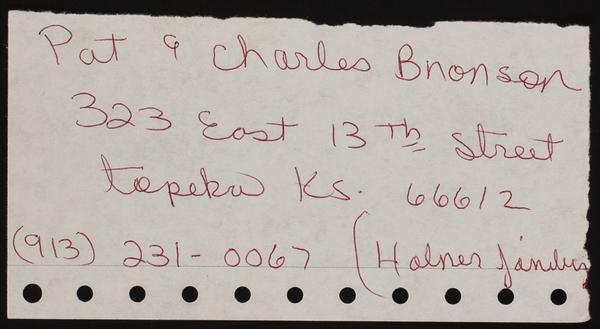 Pat & Charles Bronson
323 East 13th Street
topeka Ks. 66612
(913) 231-0067 (